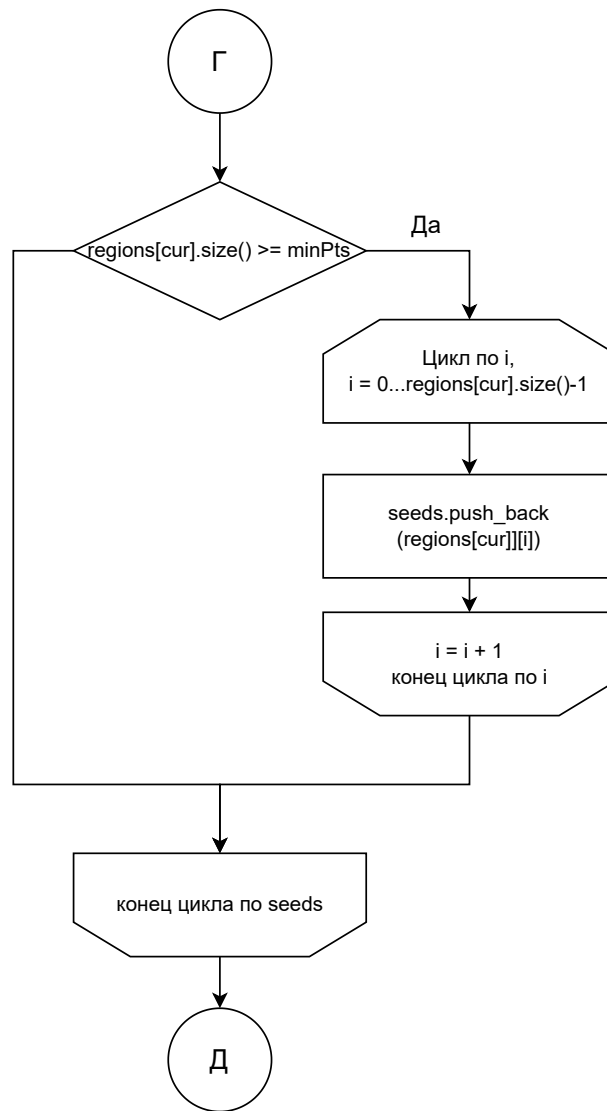 Г
regions[cur].size() >= minPts
Да
Цикл по i,
i = 0...regions[cur].size()-1
seeds.push_back
(regions[cur]][i])
i = i + 1
конец цикла по i
конец цикла по seeds
Д